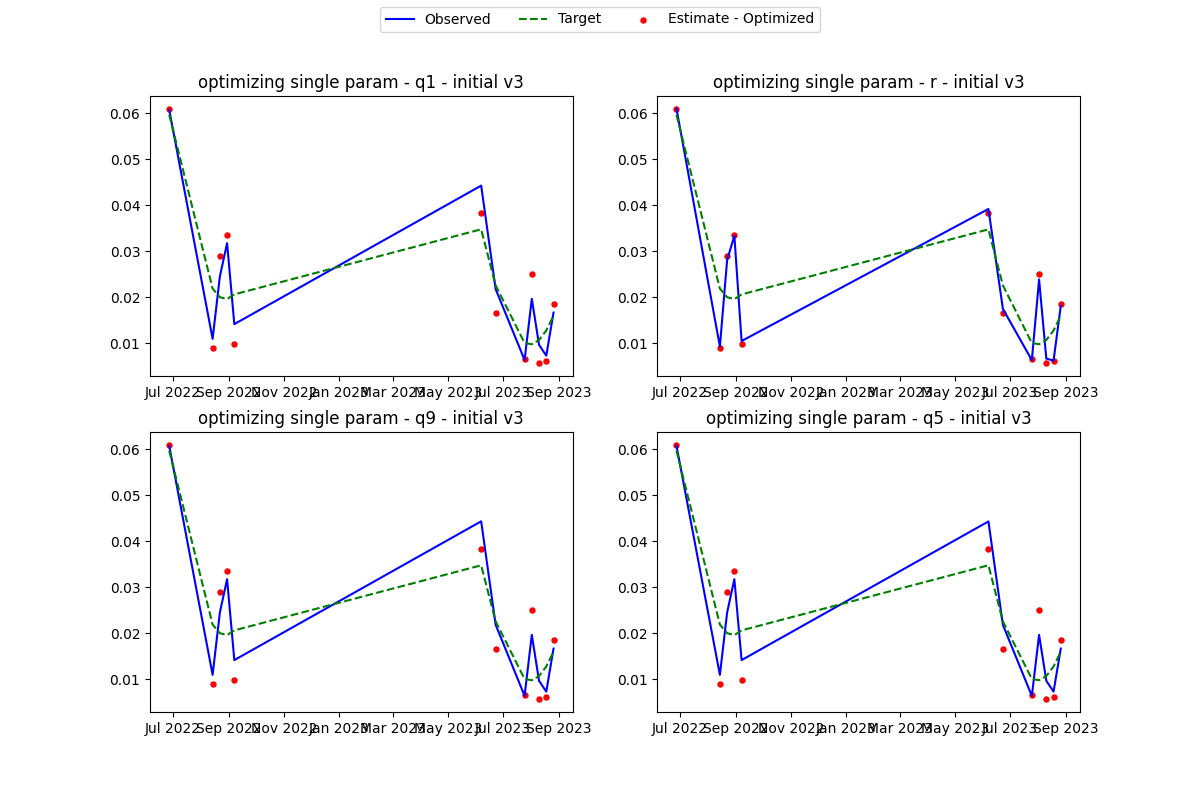 Observed Target Estimate - Optimized
optimizing single param - q1 - initial v3
optimizing single param - r - initial v3
0.06
0.05
0.04
0.03
0.02
0.01
Jul 2022 Sep 2022 Nov 2022 Jan 2023 Mar 2023 May 2023 Jul 2023 Sep 2023
0.06
0.05
0.04
0.03
0.02
0.01
Jul 2022 Sep 2022 Nov 2022 Jan 2023 Mar 2023 May 2023 Jul 2023 Sep 2023
optimizing single param - q9 - initial v3
optimizing single param - q5 - initial v3
0.06
0.05
0.04
0.03
0.02
0.01
Jul 2022 Sep 2022 Nov 2022 Jan 2023 Mar 2023 May 2023 Jul 2023 Sep 2023
0.06
0.05
0.04
0.03
0.02
0.01
Jul 2022 Sep 2022 Nov 2022 Jan 2023 Mar 2023 May 2023 Jul 2023 Sep 2023